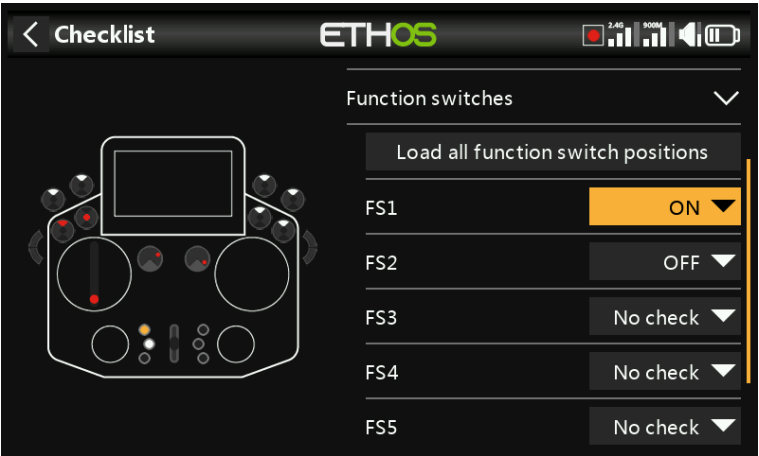 Checklist
ETHOS
2.4G
900M
Function switches
Load all function switch positions
FS1
ON
FS2
OFF
FS3
No check
FS4
No check
FS5
No check